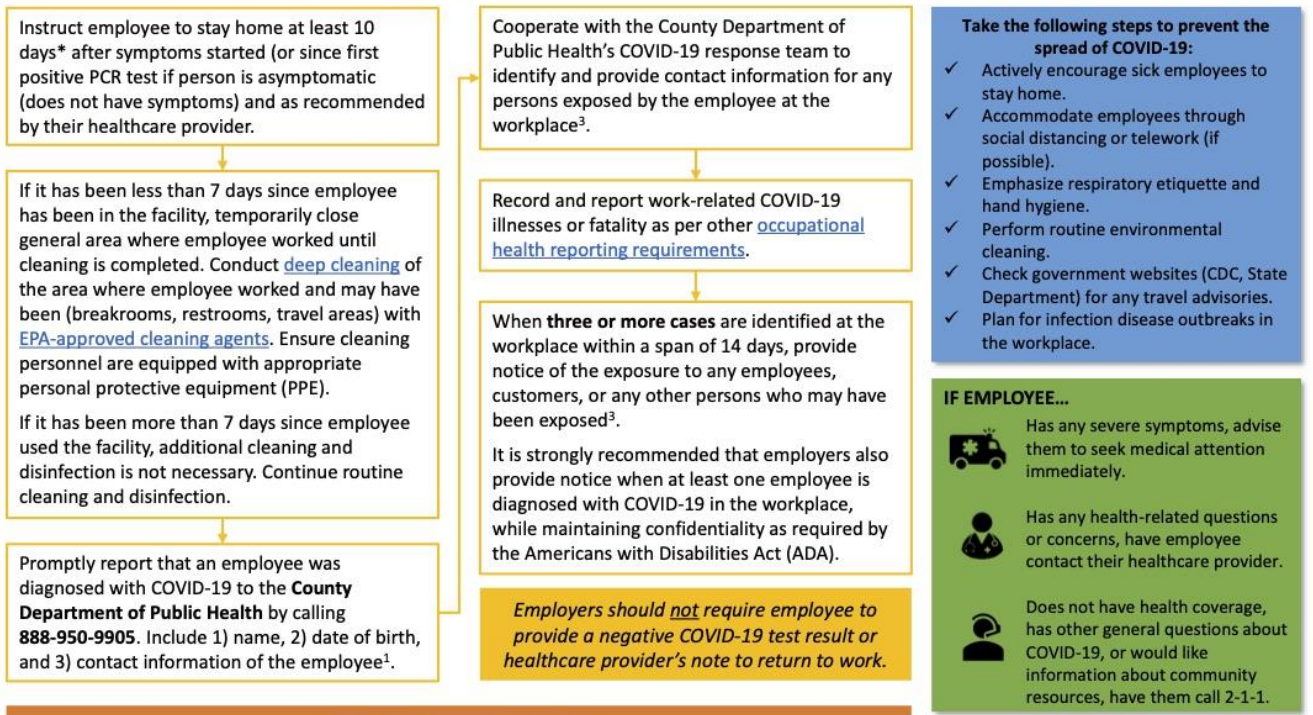 Instruct employee to stay home at least 10
days* after symptoms started (or since first
positive PCR test if person is asymptomatic
(does not have symptoms) and as recommended
by their healthcare provider.
If it has been less than 7 days since employee
has been in the facility, temporarily close
general area where employee worked until
cleaning is completed. Conduct deep cleaning of
the area where employee worked and may have
been (breakrooms, restrooms, travel areas) with
EPA-approved cleaning agents. Ensure cleaning
personnel are equipped with appropriate
personal protective equipment (PPE).
If it has been more than 7 days since employee
used the facility, additional cleaning and
disinfection is not necessary. Continue routine
cleaning and disinfection.
Promptly report that an employee was
diagnosed with COVID-19 to the County
Department of Public Health by calling
888-950-9905. Include 1) name, 2) date of birth,
and 3) contact information of the employee¹.
Cooperate with the County Department of
Public Health's COVID-19 response team to
identify and provide contact information for any
persons exposed by the employee at the
workplace³.
Record and report work-related COVID-19
illnesses or fatality as per other occupational
health reporting requirements.
When three or more cases are identified at the
workplace within a span of 14 days, provide
notice of the exposure to any employees,
customers, or any other persons who may have
been exposed³.
It is strongly recommended that employers also
provide notice when at least one employee is
diagnosed with COVID-19 in the workplace,
while maintaining confidentiality as required by
the Americans with Disabilities Act (ADA).
Employers should not require employee to
provide a negative COVID-19 test result or
healthcare provider's note to return to work.
Take the following steps to prevent the
spread of COVID-19:
✓ Actively encourage sick employees to
stay home.
✓ Accommodate employees through
social distancing or telework (if
possible).
✓ Emphasize respiratory etiquette and
hand hygiene.
✓ Perform routine environmental
cleaning.
✓ Check government websites (CDC, State
Department) for any travel advisories.
✓ Plan for infection disease outbreaks in
the workplace.
IF EMPLOYEE...
Has any severe symptoms, advise
them to seek medical attention
immediately.
Has any health-related questions
or concerns, have employee
contact their healthcare provider.
Does not have health coverage,
has other general questions about
COVID-19, or would like
information about community
resources, have them call 2-1-1.